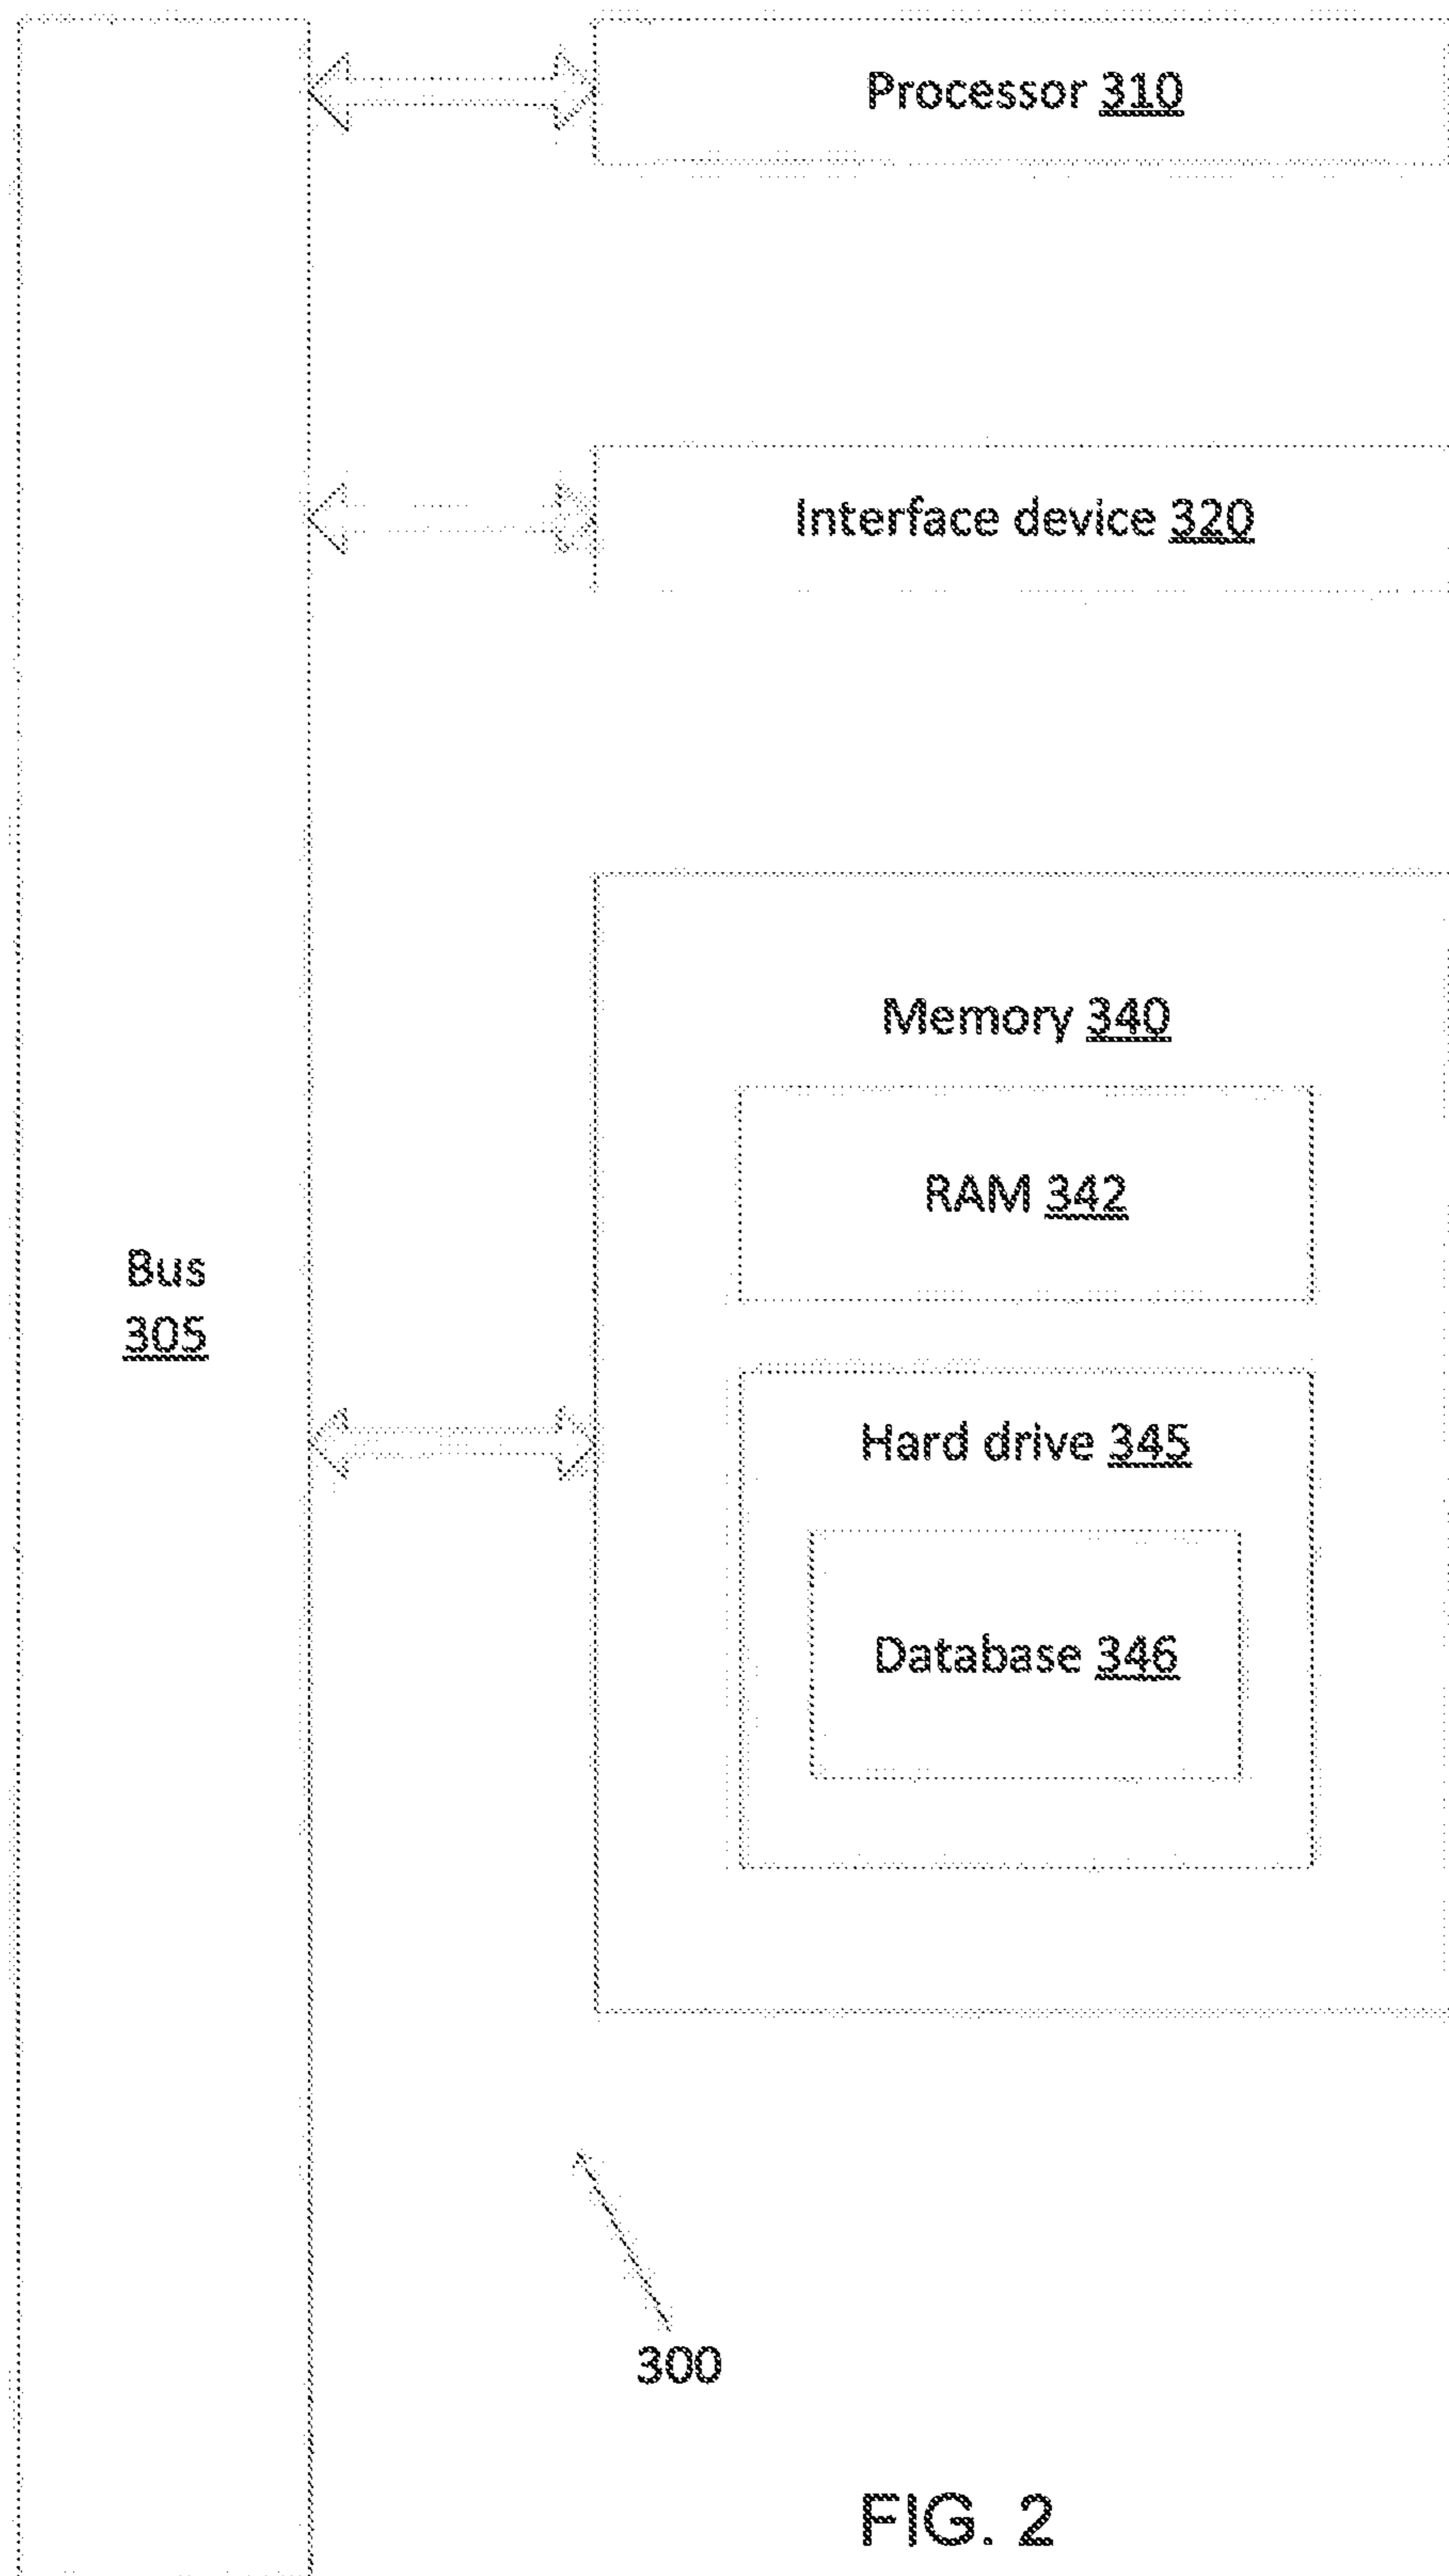 Processor 310
Interface device 320
Memory 340
RAM 342
Bus
305
Hard drive 345
Database 346
300
FIG. 2